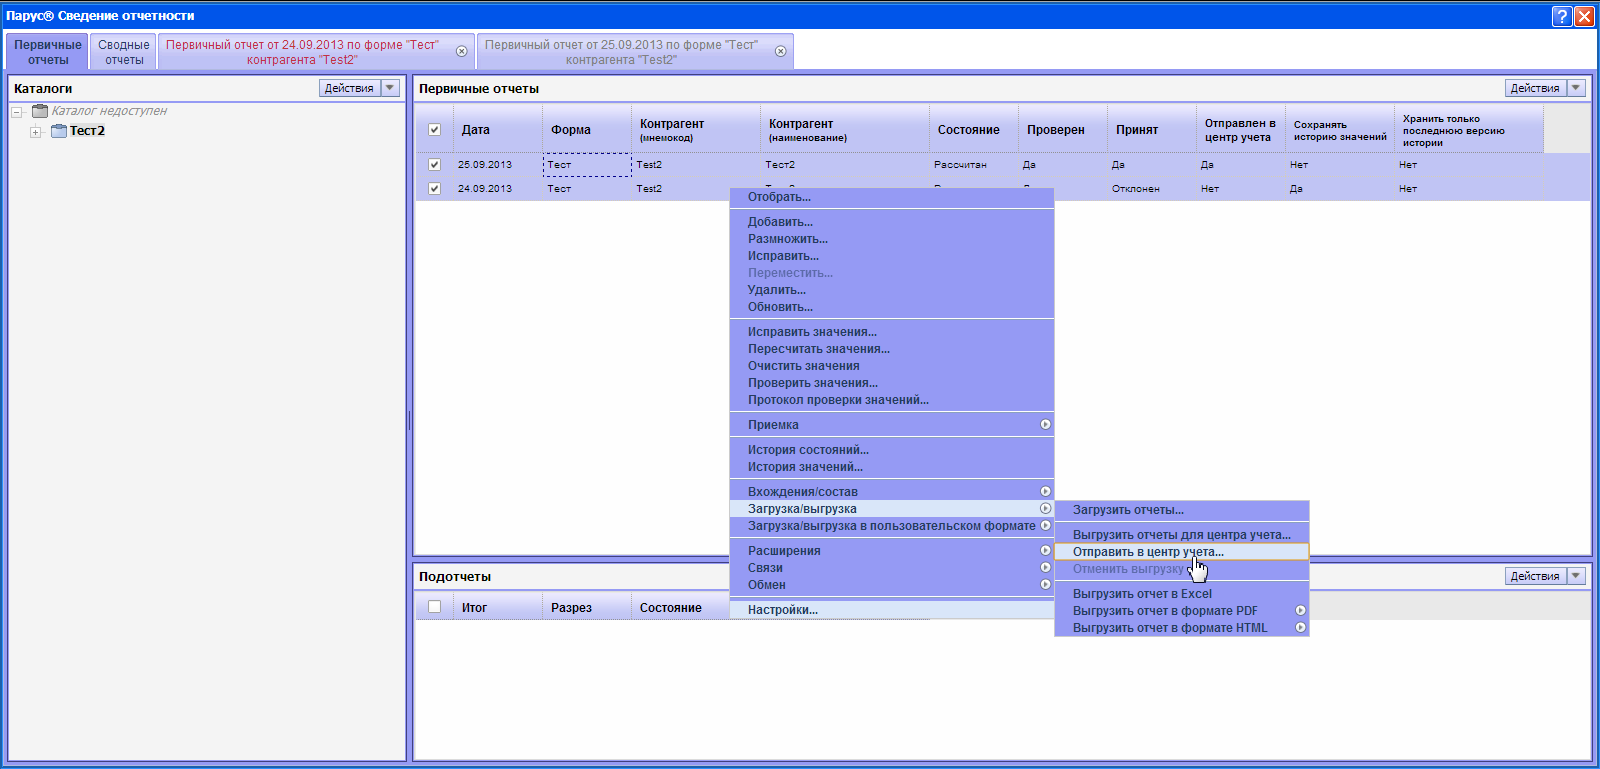 Парус® Сведение отчетности
Первичные
отчеты
Сводные
отчеты
Первичный отчет от 24.09.2013 по форме "Тест"
контрагента "Test2"
Первичный отчет от 25.09.2013 по форме "Тест"
контрагента "Test2"
Каталоги
Действия
Каталог недоступен
Тест2
Первичные отчеты
Действия
Дата
Форма
Контрагент
(мнемокод)
Контрагент
(наименование)
Состояние
Проверен
Принят
Отправлен в
центр учета
Сохранять
историю значений
Хранить только
последнюю версию
истории
25.09.2013 Тест Test2 Тест2 Рассчитан Да Да Да Нет Нет
24.09.2013 Тест Test2 Отклонен Нет Да Нет
Отобрать...
Добавить...
Размножить...
Исправить...
Переместить...
Удалить...
Обновить...
Исправить значения...
Пересчитать значения...
Очистить значения
Проверить значения...
Протокол проверки значений...
Приемка
История состояний...
История значений...
Вхождения/состав
Загрузка/выгрузка
Загрузка/выгрузка в пользовательском формате
Расширения
Связи
Обмен
Настройки...
Загрузить отчеты...
Выгрузить отчеты для центра учета...
Отправить в центр учета...
Отменить выгрузку
Выгрузить отчет в Excel
Выгрузить отчет в формате PDF
Выгрузить отчет в формате HTML
Подотчеты
Действия
Итог Разрез Состояние